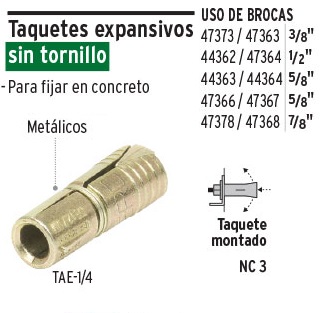 Taquetes expansivos
sin tornillo
- Para fijar en concreto
USO DE BROCAS
47373 / 47363 3/8"
44362 / 47364 1/2"
44363 / 44364 5/8"
47366 / 47367 5/8"
47378 / 47368 7/8"
Metálicos
TAE-1/4
Taquete
montado
NC 3